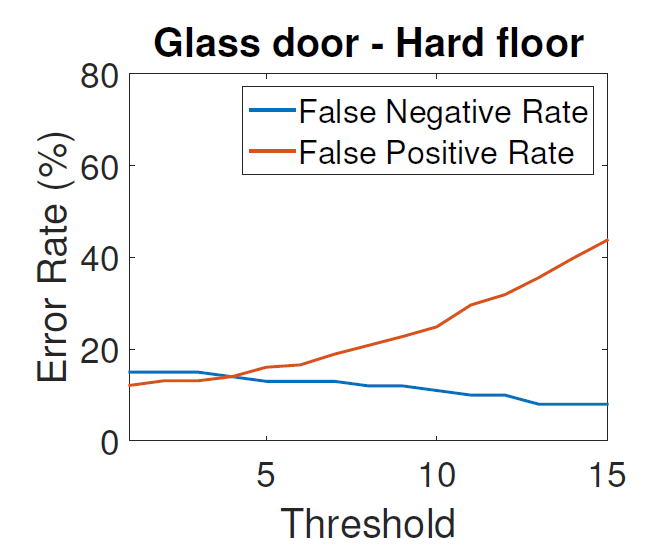 Glass door - Hard floor
80
60
40
20
0
Error Rate (%)
False Negative Rate
False Positive Rate
5
10
15
Threshold